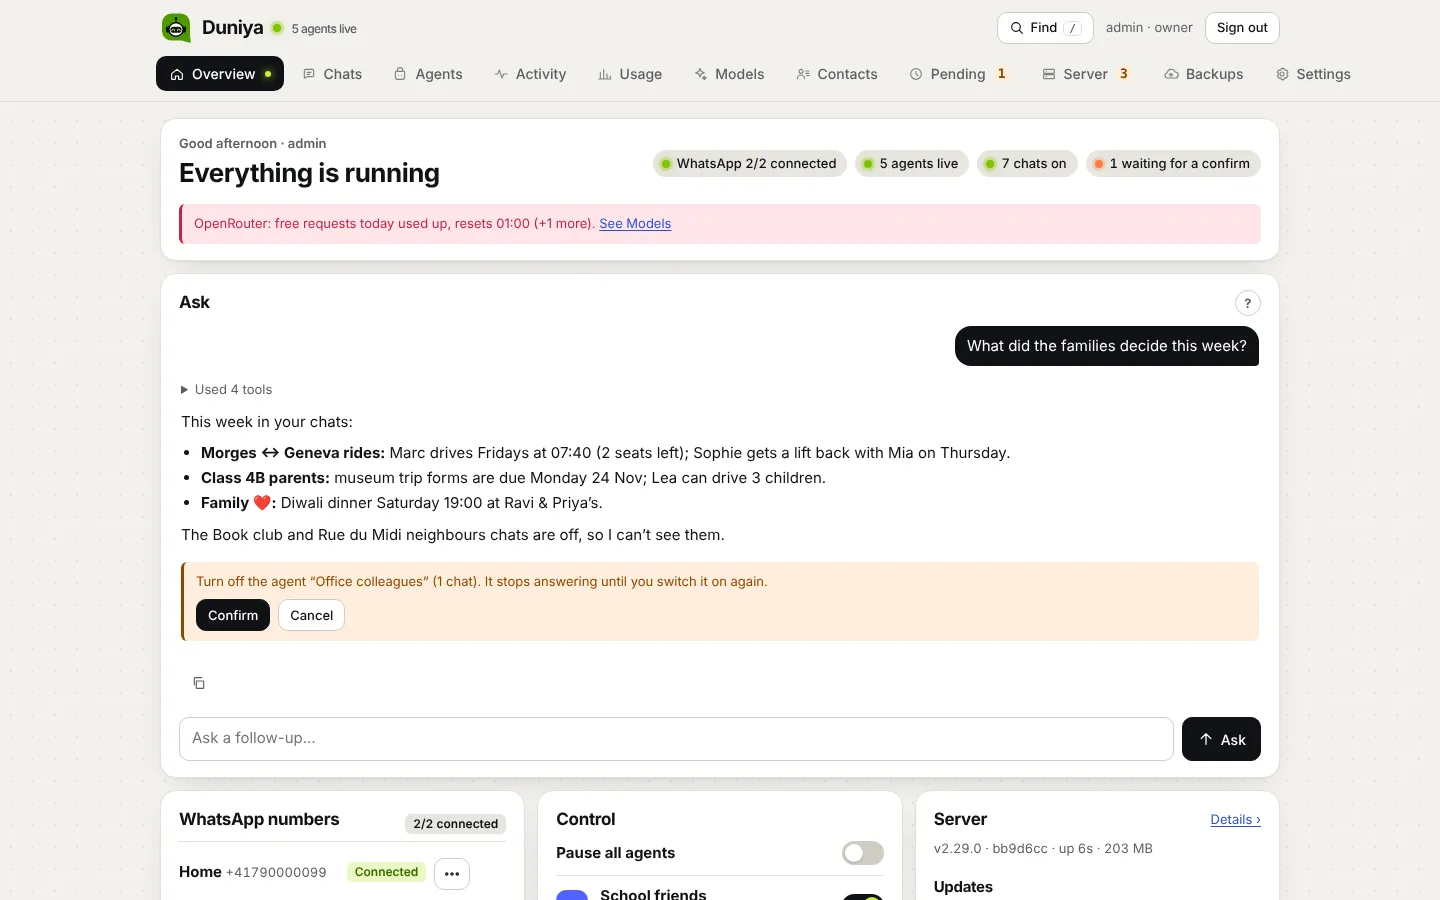 Duniya 5 agents live
Find / admin · owner Sign out
Overview Chats Agents Activity Usage Models Contacts Pending 1 Server 3 Backups Settings
Good afternoon · admin
Everything is running
WhatsApp 2/2 connected 5 agents live 7 chats on 1 waiting for a confirm
OpenRouter: free requests today used up, resets 01:00 (+1 more). See Models
Ask ?
What did the families decide this week?
Used 4 tools
This week in your chats:
• Morges ↔ Geneva rides: Marc drives Fridays at 07:40 (2 seats left); Sophie gets a lift back with Mia on Thursday.
• Class 4B parents: museum trip forms are due Monday 24 Nov; Lea can drive 3 children.
• Family ❤️: Diwali dinner Saturday 19:00 at Ravi & Priya’s.
The Book club and Rue du Midi neighbours chats are off, so I can’t see them.
Turn off the agent “Office colleagues” (1 chat). It stops answering until you switch it on again.
Confirm Cancel
Ask a follow-up...
↑ Ask
WhatsApp numbers 2/2 connected
Home +41790000099 Connected •••
Control
Pause all agents
School friends
Server Details ›
v2.29.0 · bb9d6cc · up 6s · 203 MB
Updates